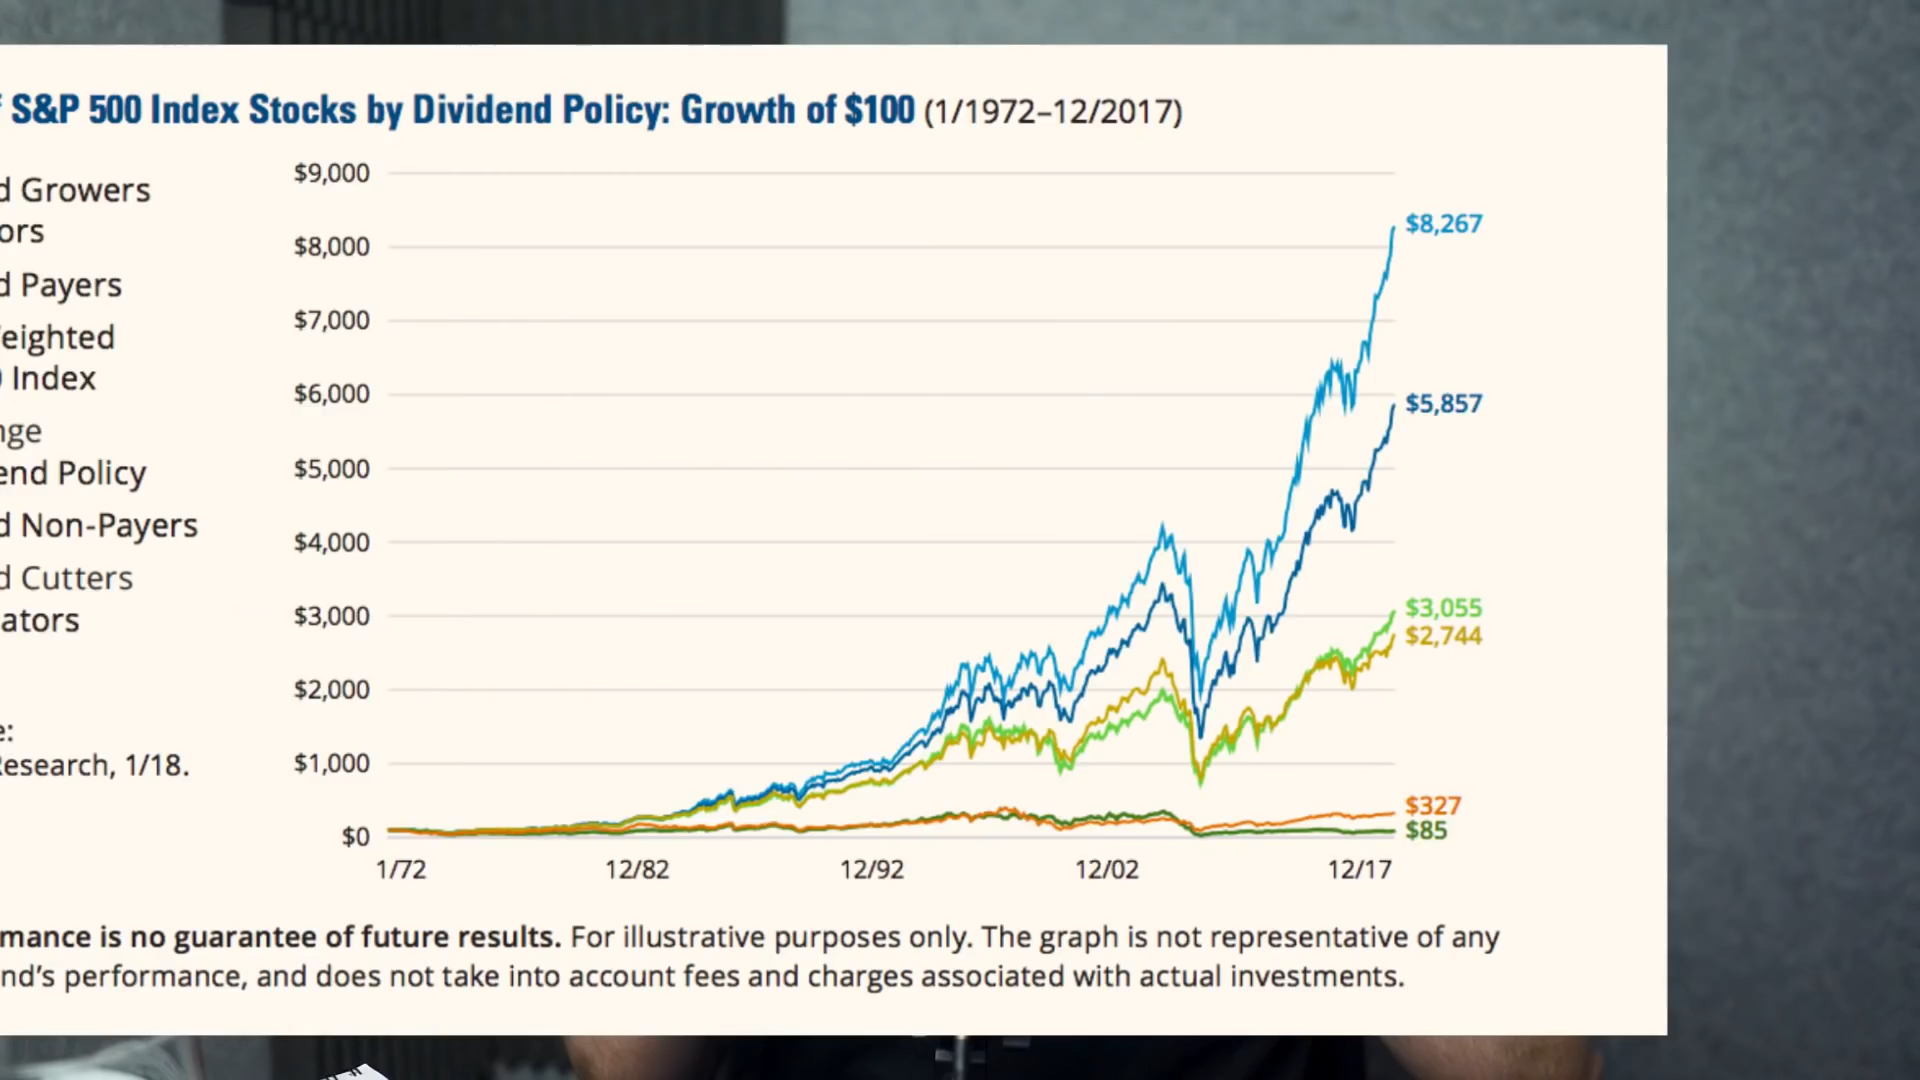 S&P 500 Index Stocks by Dividend Policy: Growth of $100 (1/1972–12/2017)
d Growers
ors
d Payers
eighted
Index
nge
end Policy
d Non-Payers
d Cutters
ators
e:
Research, 1/18.
$9,000
$8,000
$7,000
$6,000
$5,000
$4,000
$3,000
$2,000
$1,000
$0
1/72
12/82
12/92
12/02
12/17
$8,267
$5,857
$3,055
$2,744
$327
$85
mance is no guarantee of future results. For illustrative purposes only. The graph is not representative of any
nd's performance, and does not take into account fees and charges associated with actual investments.